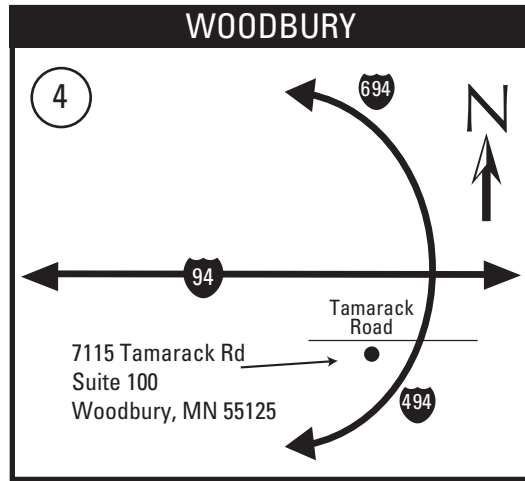 WOODBURY
4
694
N
94
Tamarack
Road
7115 Tamarack Rd
Suite 100
Woodbury, MN 55125
494